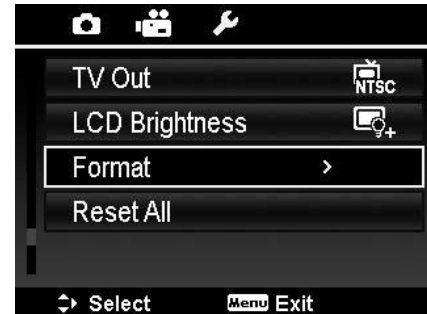 TV Out NTSC
LCD Brightness
Format >
Reset All
Select Menu Exit